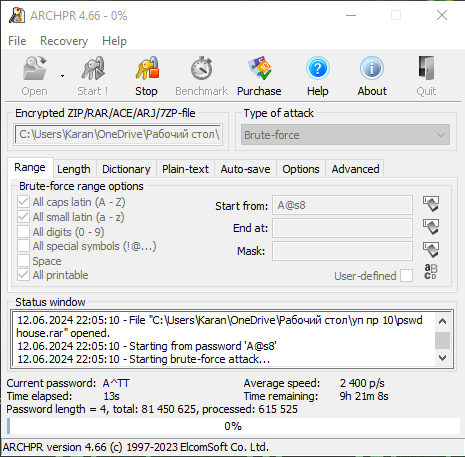 ARCHPR 4.66 - 0%
File Recovery Help
Open Start ! Stop Benchmark Purchase Help About Quit
Encrypted ZIP/RAR/ACE/ARJ/7ZP-file
C:\Users\Karan\OneDrive\Рабочий стол\
Type of attack
Brute-force
Range Length Dictionary Plain-text Auto-save Options Advanced
Brute-force range options
All caps latin (A - Z)
All small latin (a - z)
All digits (0 - 9)
All special symbols (!@...)
Space
All printable
Start from: A@s8
End at:
Mask:
User-defined
aBCD
Status window
12.06.2024 22:05:10 - File "C:\Users\Karan\OneDrive\Рабочий стол\уп пр 10\pswd
house.rar" opened.
12.06.2024 22:05:10 - Starting from password 'A@s8'
12.06.2024 22:05:10 - Starting brute-force attack...
Current password: A^TT
Average speed: 2 400 p/s
Time elapsed: 13s
Time remaining: 9h 21m 8s
Password length = 4, total: 81 450 625, processed: 615 525
0%
ARCHPR version 4.66 (c) 1997-2023 ElcomSoft Co. Ltd.